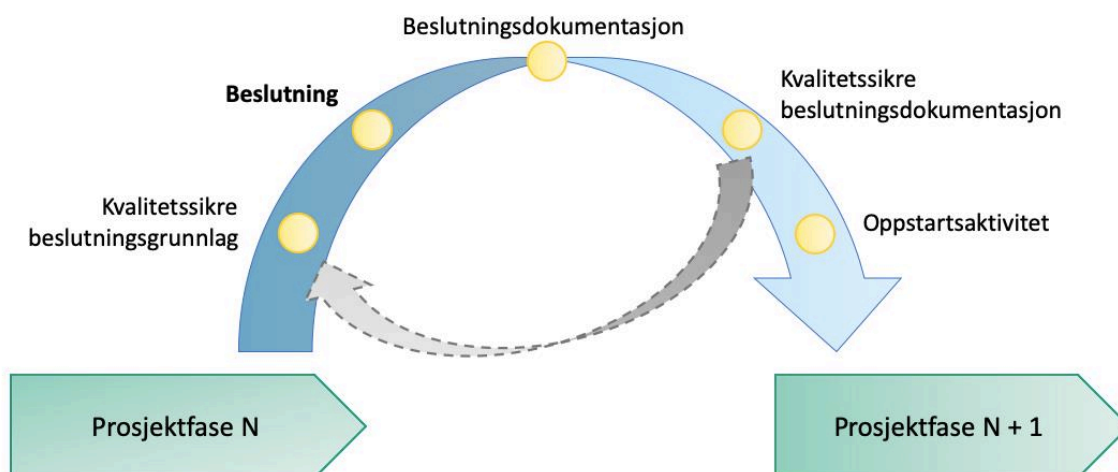 Beslutningsdokumentasjon
Beslutning
Kvalitetssikre
beslutningsdokumentasjon
Kvalitetssikre
beslutningsgrunnlag
Oppstartsaktivitet
Prosjektfase N
Prosjektfase N + 1